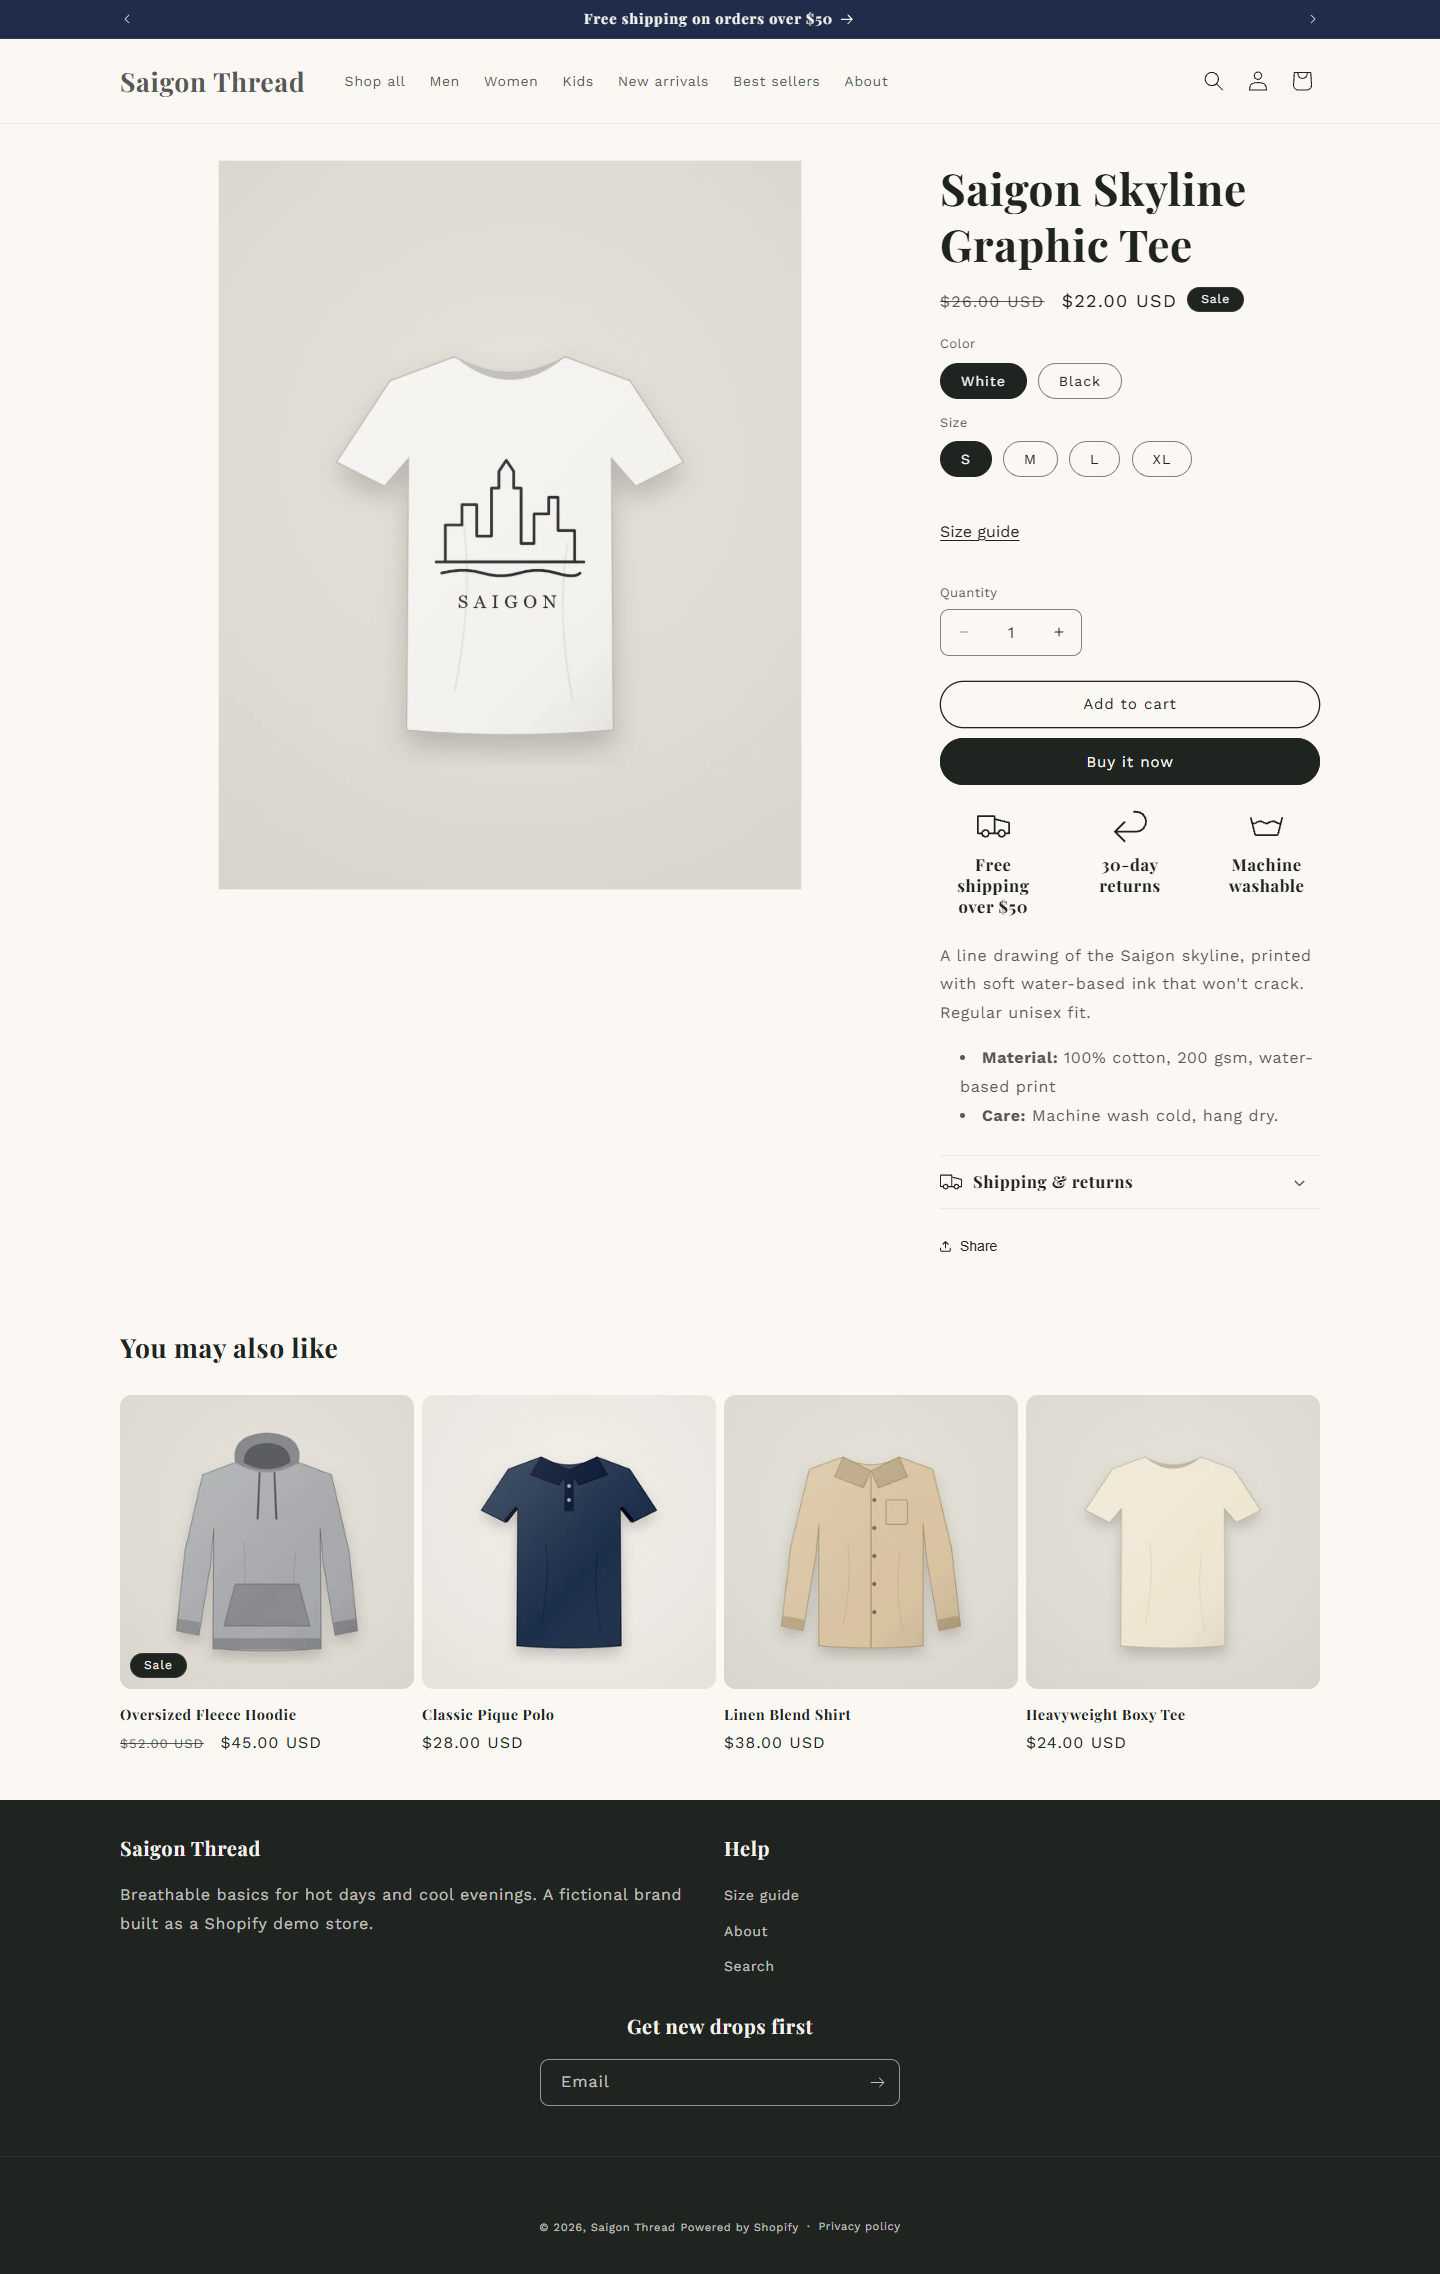 Free shipping on orders over $50
Saigon Thread
Shop all
Men
Women
Kids
New arrivals
Best sellers
About
SAIGON
Saigon Skyline
Graphic Tee
$26.00 USD $22.00 USD Sale
Color
White
Black
Size
S
M
L
XL
Size guide
Quantity
1
Add to cart
Buy it now
Free
shipping
over $50
30-day
returns
Machine
washable
A line drawing of the Saigon skyline, printed
with soft water-based ink that won't crack.
Regular unisex fit.
Material: 100% cotton, 200 gsm, water-
based print
Care: Machine wash cold, hang dry.
Shipping & returns
Share
You may also like
Sale
Oversized Fleece Hoodie
$52.00 USD $45.00 USD
Classic Pique Polo
$28.00 USD
Linen Blend Shirt
$38.00 USD
Heavyweight Boxy Tee
$24.00 USD
Saigon Thread
Breathable basics for hot days and cool evenings. A fictional brand
built as a Shopify demo store.
Help
Size guide
About
Search
Get new drops first
Email
© 2026, Saigon Thread Powered by Shopify · Privacy policy